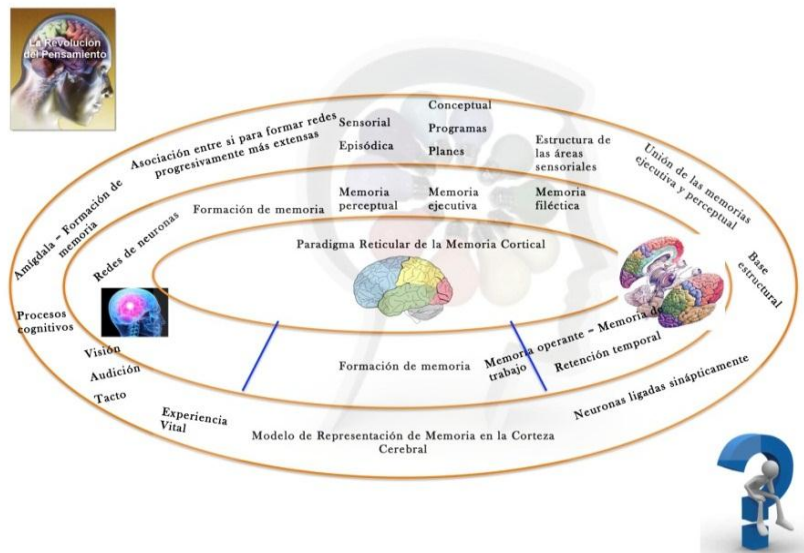 La Revolucion
del Pensamiento
Conceptual
Sensorial
Programas
Episódica
Planes
Asociación entre si para formar redes
progresivamente más extensas
Estructura de
las áreas
sensoriales
Unión de las memorias
ejecutiva y perceptual
Amígdala – Formación de
memoria
Redes de neuronas
Formación de memoria
Memoria
perceptual
Memoria
ejecutiva
Memoria
filéctica
Paradigma Reticular de la Memoria Cortical
Base
estructural
Procesos
cognitivos
Visión
Audición
Tacto
Experiencia
Vital
Formación de memoria
Memoria operante – Memoria de
trabajo
Retención temporal
Neuronas ligadas sinápticamente
Modelo de Representación de Memoria en la Corteza
Cerebral